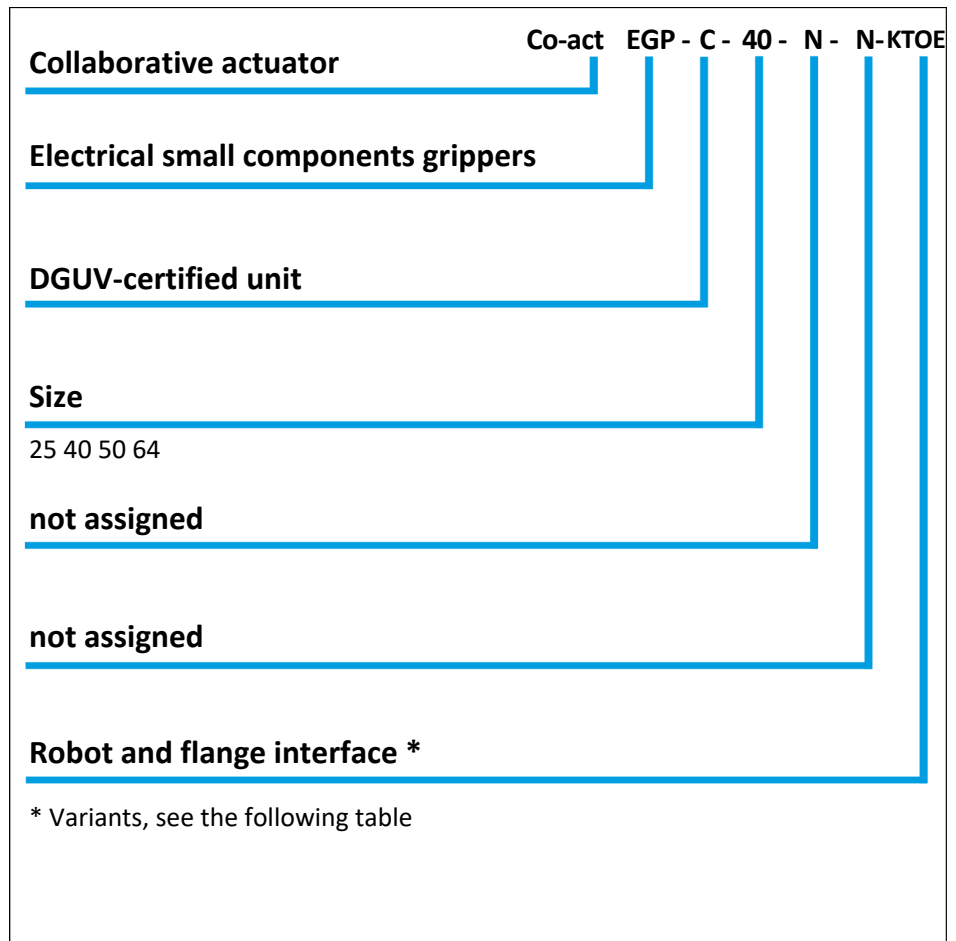 Co-act EGP - C - 40 - N - N-KTOE
Collaborative actuator
Electrical small components grippers
DGUV-certified unit
Size
25 40 50 64
not assigned
not assigned
Robot and flange interface *
* Variants, see the following table